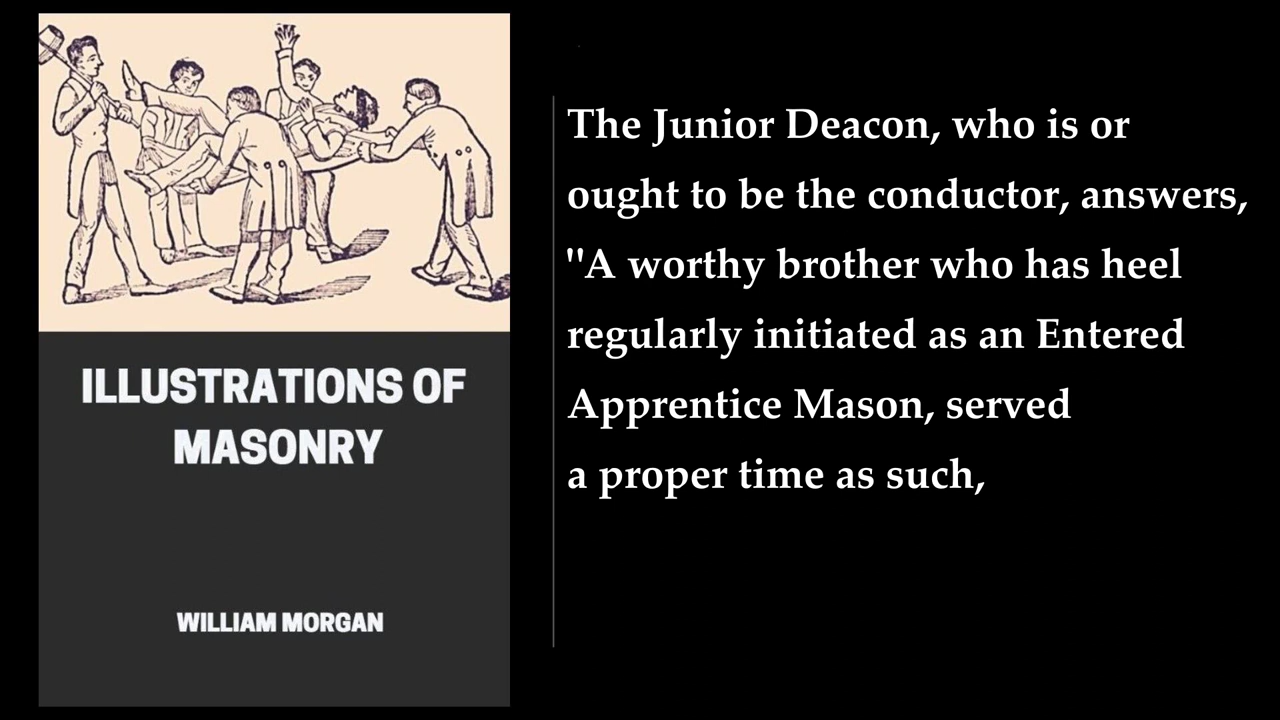 ILLUSTRATIONS OF
MASONRY
WILLIAM MORGAN
The Junior Deacon, who is or
ought to be the conductor, answers,
"A worthy brother who has heel
regularly initiated as an Entered
Apprentice Mason, served
a proper time as such,